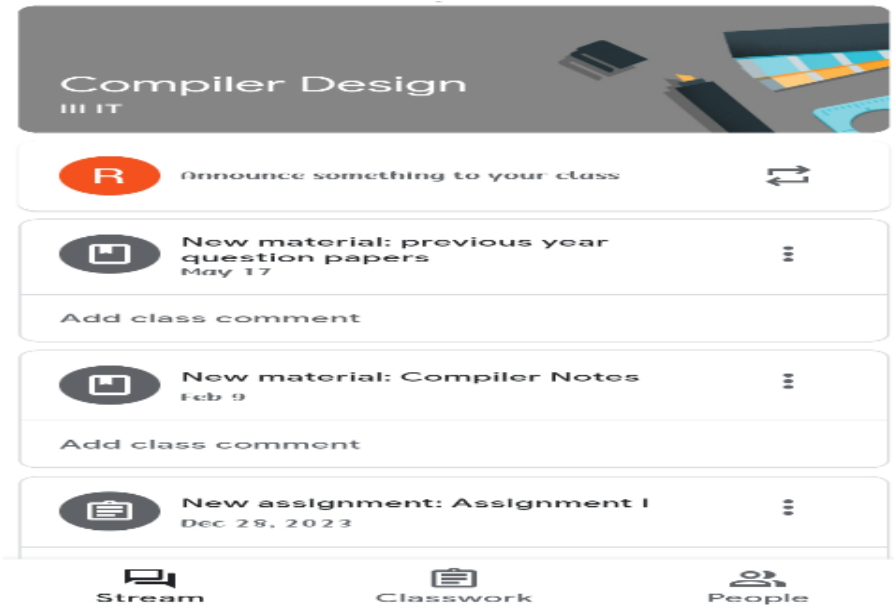 Compiler Design
III IT
R
Announce something to your class
New material: previous year
question papers
May 17
Add class comment
New material: Compiler Notes
Feb 9
Add class comment
New assignment: Assignment I
Dec 28, 2023
Stream
Classwork
People